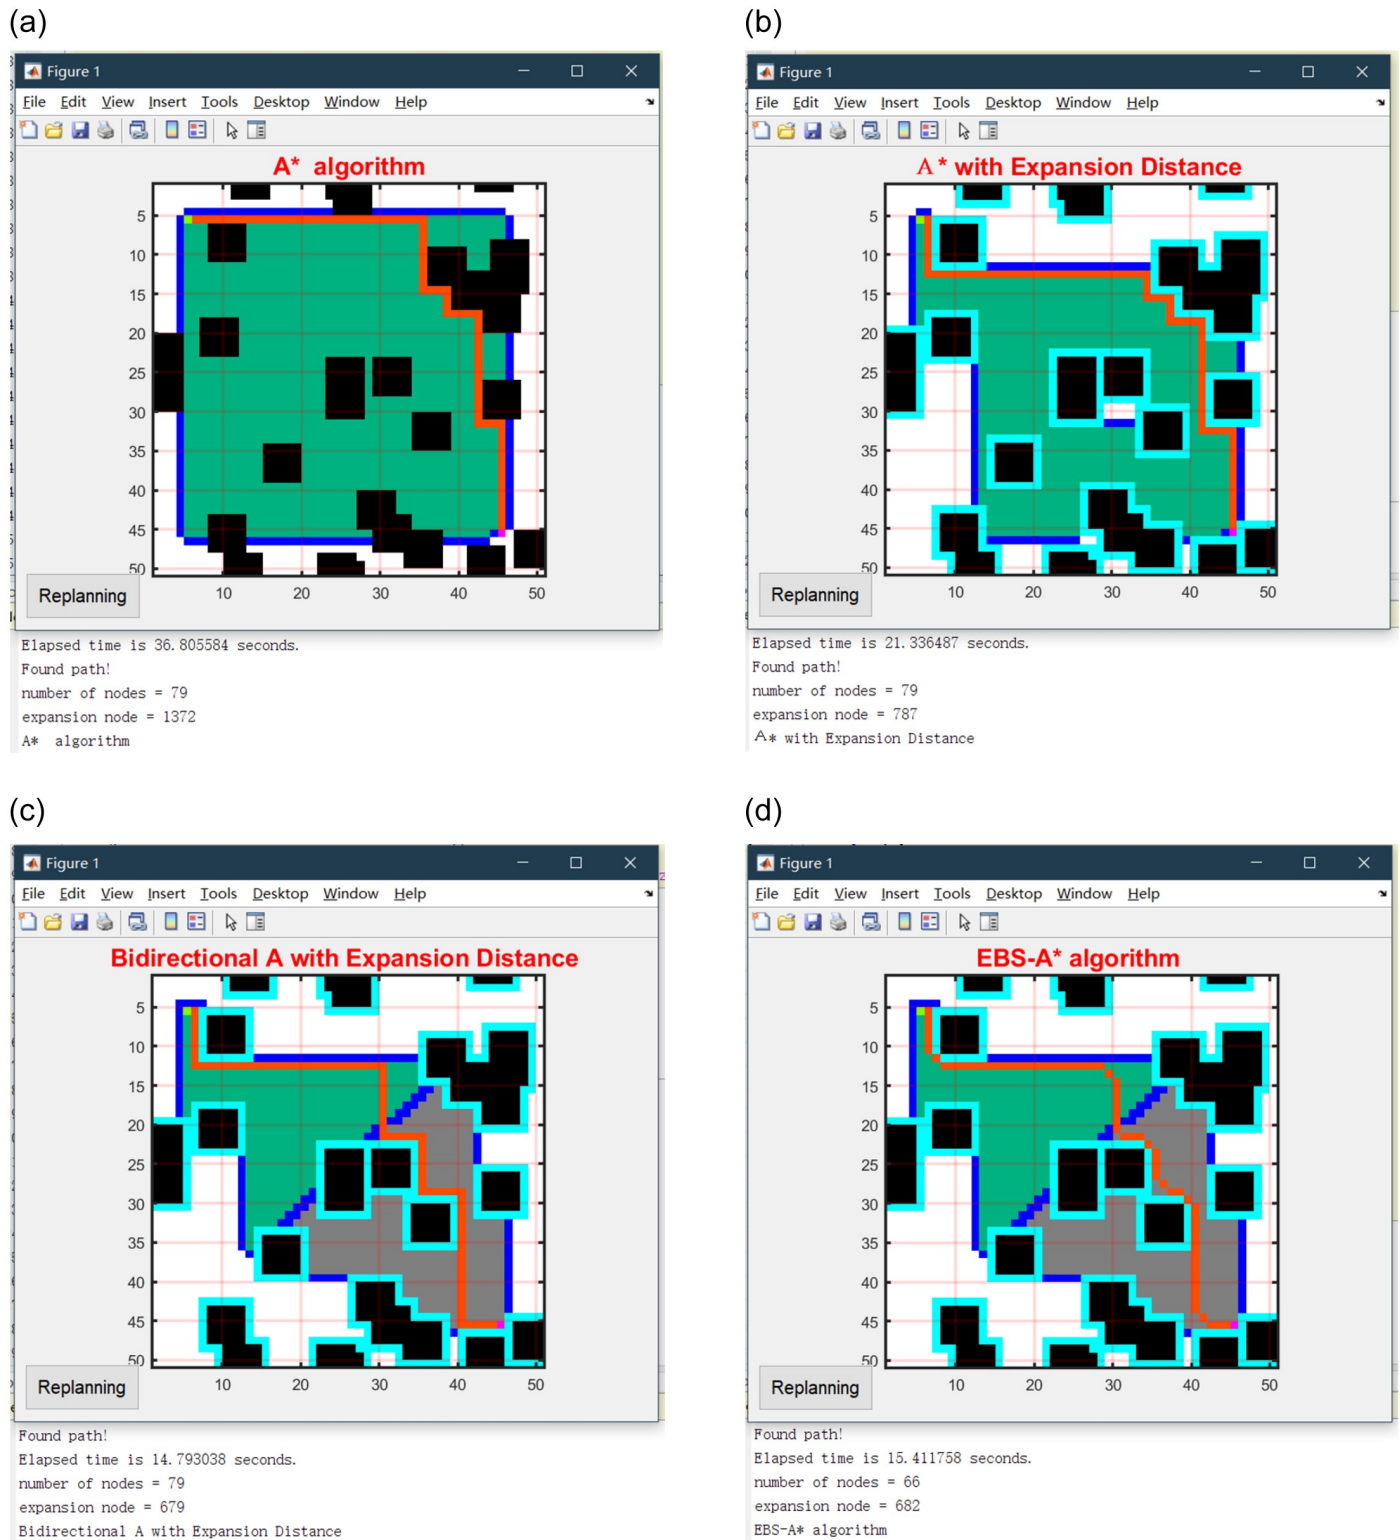 (a)
Figure 1
File Edit View Insert Tools Desktop Window Help
A* algorithm
5
10
15
20
25
30
35
40
45
50
10 20 30 40 50
Replanning
Elapsed time is 36.805584 seconds.
Found path!
number of nodes = 79
expansion node = 1372
A* algorithm
(b)
Figure 1
File Edit View Insert Tools Desktop Window Help
A* with Expansion Distance
5
10
15
20
25
30
35
40
45
50
10 20 30 40 50
Replanning
Elapsed time is 21.336487 seconds.
Found path!
number of nodes = 79
expansion node = 787
A* with Expansion Distance
(c)
Figure 1
File Edit View Insert Tools Desktop Window Help
Bidirectional A with Expansion Distance
5
10
15
20
25
30
35
40
45
50
10 20 30 40 50
Replanning
Found path!
Elapsed time is 14.793038 seconds.
number of nodes = 79
expansion node = 679
Bidirectional A with Expansion Distance
(d)
Figure 1
File Edit View Insert Tools Desktop Window Help
EBS-A* algorithm
5
10
15
20
25
30
35
40
45
50
10 20 30 40 50
Replanning
Found path!
Elapsed time is 15.411758 seconds.
number of nodes = 66
expansion node = 682
EBS-A* algorithm